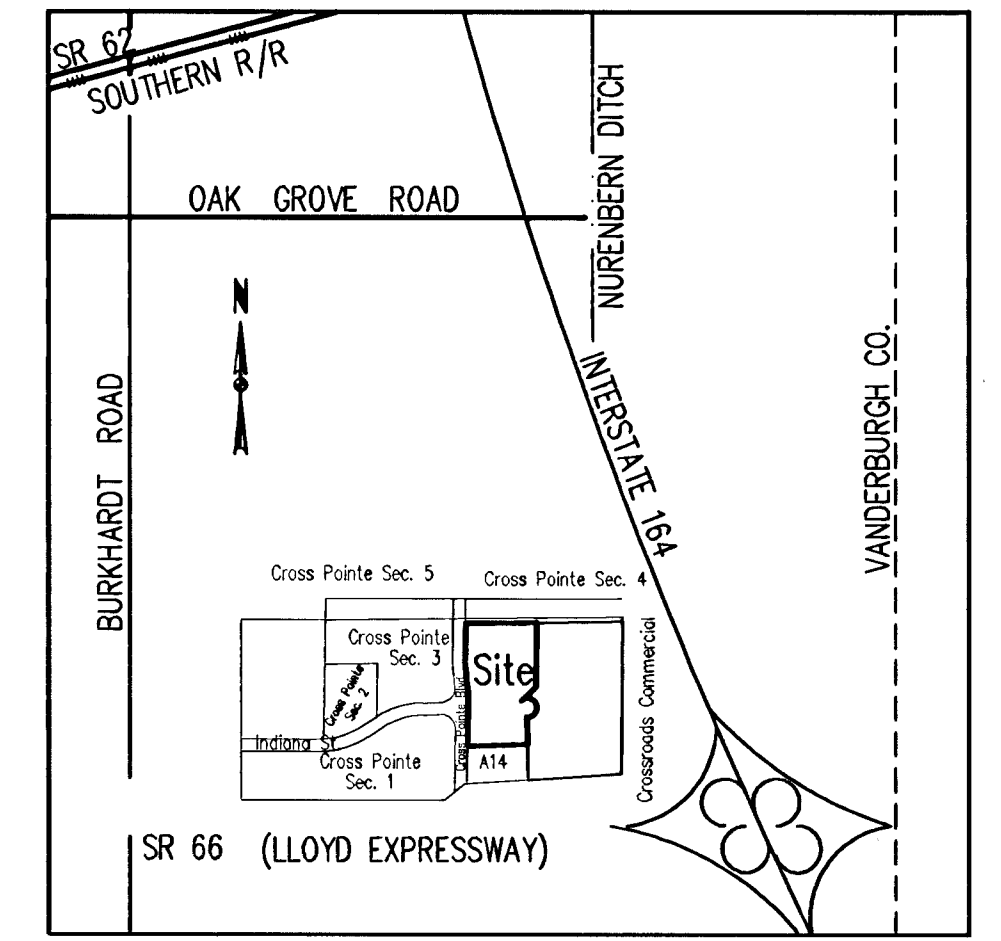 SR 62
SOUTHERN R/R
NURENBERN DITCH
OAK GROVE ROAD
N
INTERSTATE 164
VANDERBURGH CO.
BURKHARDT ROAD
Cross Pointe Sec. 5
Cross Pointe Sec. 4
Cross Pointe
Sec. 3
Site
Cross Pointe
Sec. 2
Cross Pointe Blvd
Crossroads Commercial
Indiana St
Cross Pointe
Sec. 1
A14
SR 66 (LLOYD EXPRESSWAY)